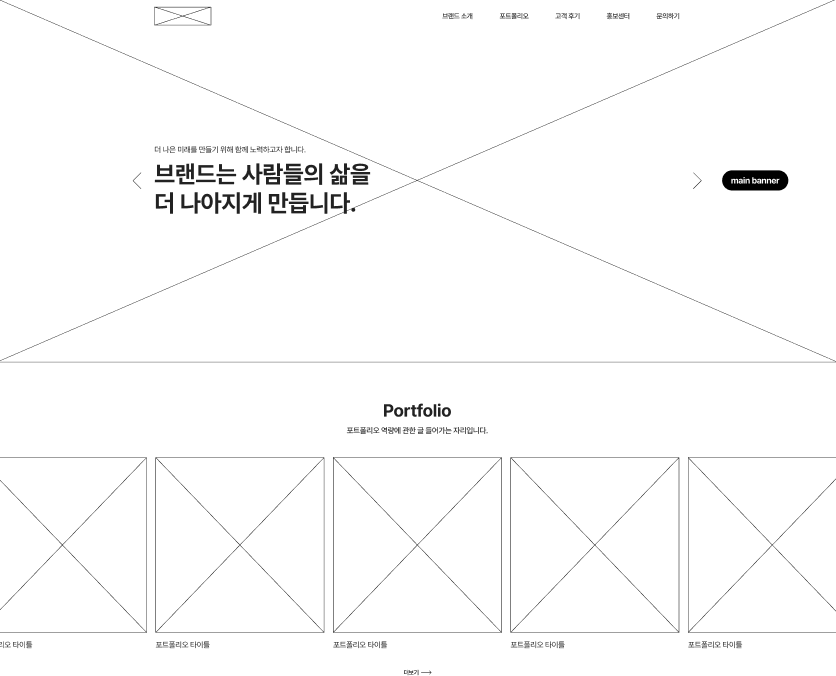 브랜드 소개 포트폴리오 고객 후기 홍보센터 문의하기
더 나은 미래를 만들기 위해 함께 노력하고자 합니다.
브랜드는 사람들의 삶을
더 나아지게 만듭니다.
main banner
Portfolio
포트폴리오 역량에 관한 글 들어가는 자리입니다.
리오 타이틀
포트폴리오 타이틀
포트폴리오 타이틀
포트폴리오 타이틀
포트폴리오 타이틀
더보기